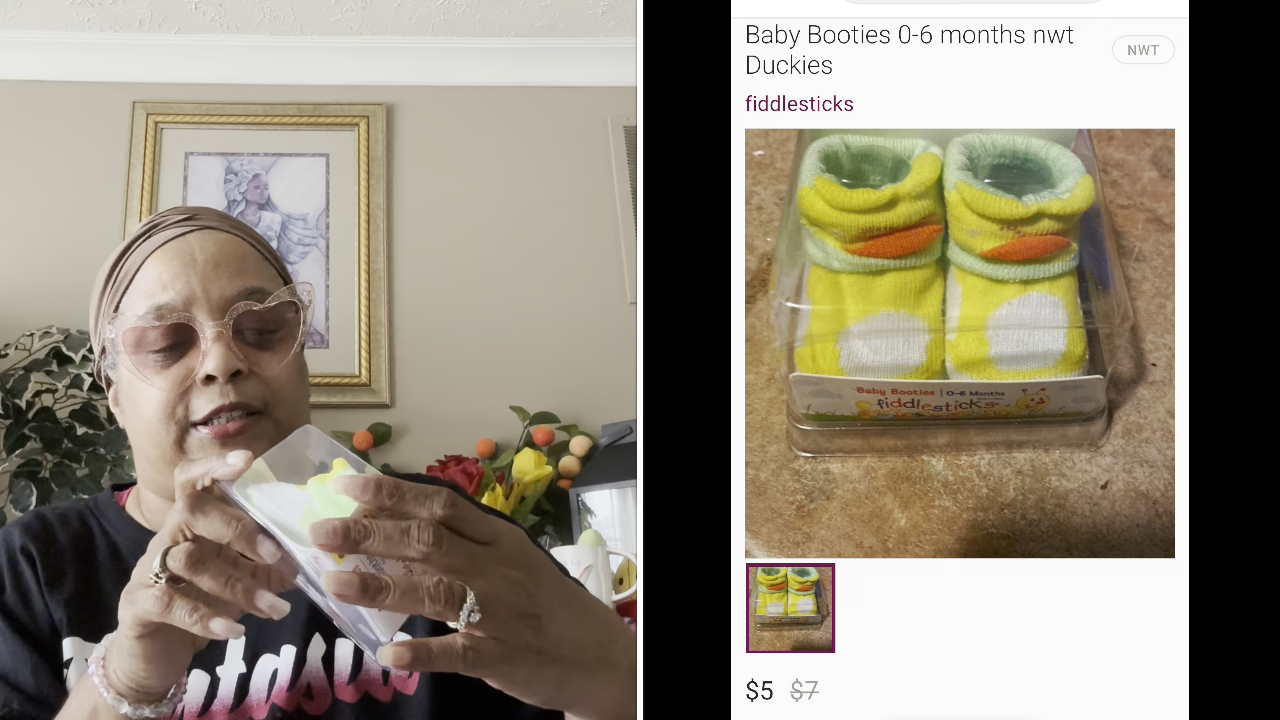 Baby Booties 0-6 months nwt
Duckies
NWT
fiddlesticks
Baby Booties | 0-6 Months
fiddlesticks
$5 $7